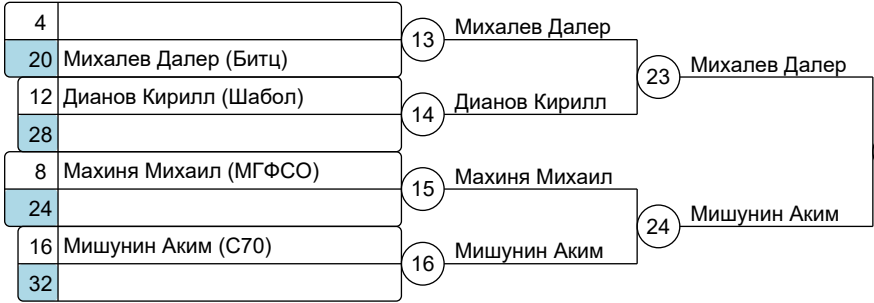 4
13 Михалев Далер
20 Михалев Далер (Битц)
23 Михалев Далер
12 Дианов Кирилл (Шабол)
14 Дианов Кирилл
28
8 Махиня Михаил (МГФСО)
15 Махиня Михаил
24
24 Мишунин Аким
16 Мишунин Аким (С70)
16 Мишунин Аким
32